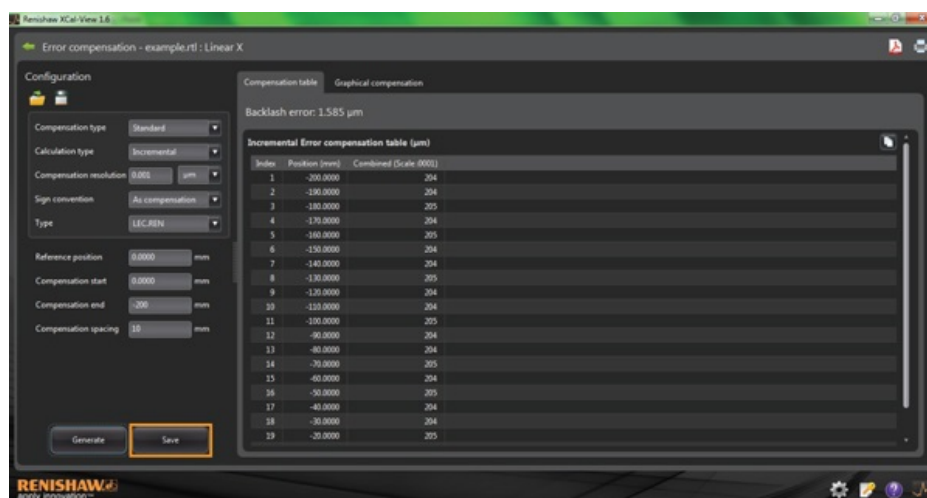 Renishaw XCal-View 1.6
Error compensation - example.rtl : Linear X
Configuration
Compensation type Standard
Calculation type Incremental
Compensation resolution 0.001 µm
Sign convention As compensation
Type LEC.REN
Reference position 0.0000 mm
Compensation start 0.0000 mm
Compensation end -200 mm
Compensation spacing 10 mm
Generate Save
Compensation table Graphical compensation
Backlash error: 1.585 µm
Incremental Error compensation table (µm)
Index Position (mm) Combined (Scale:0001)
1 -200.0000 204
2 -190.0000 204
3 -180.0000 205
4 -170.0000 204
5 -160.0000 205
6 -150.0000 204
7 -140.0000 204
8 -130.0000 205
9 -120.0000 204
10 -110.0000 204
11 -100.0000 205
12 -90.0000 204
13 -80.0000 204
14 -70.0000 205
15 -60.0000 204
16 -50.0000 205
17 -40.0000 204
18 -30.0000 204
19 -20.0000 205
RENISHAW
apply innovation™